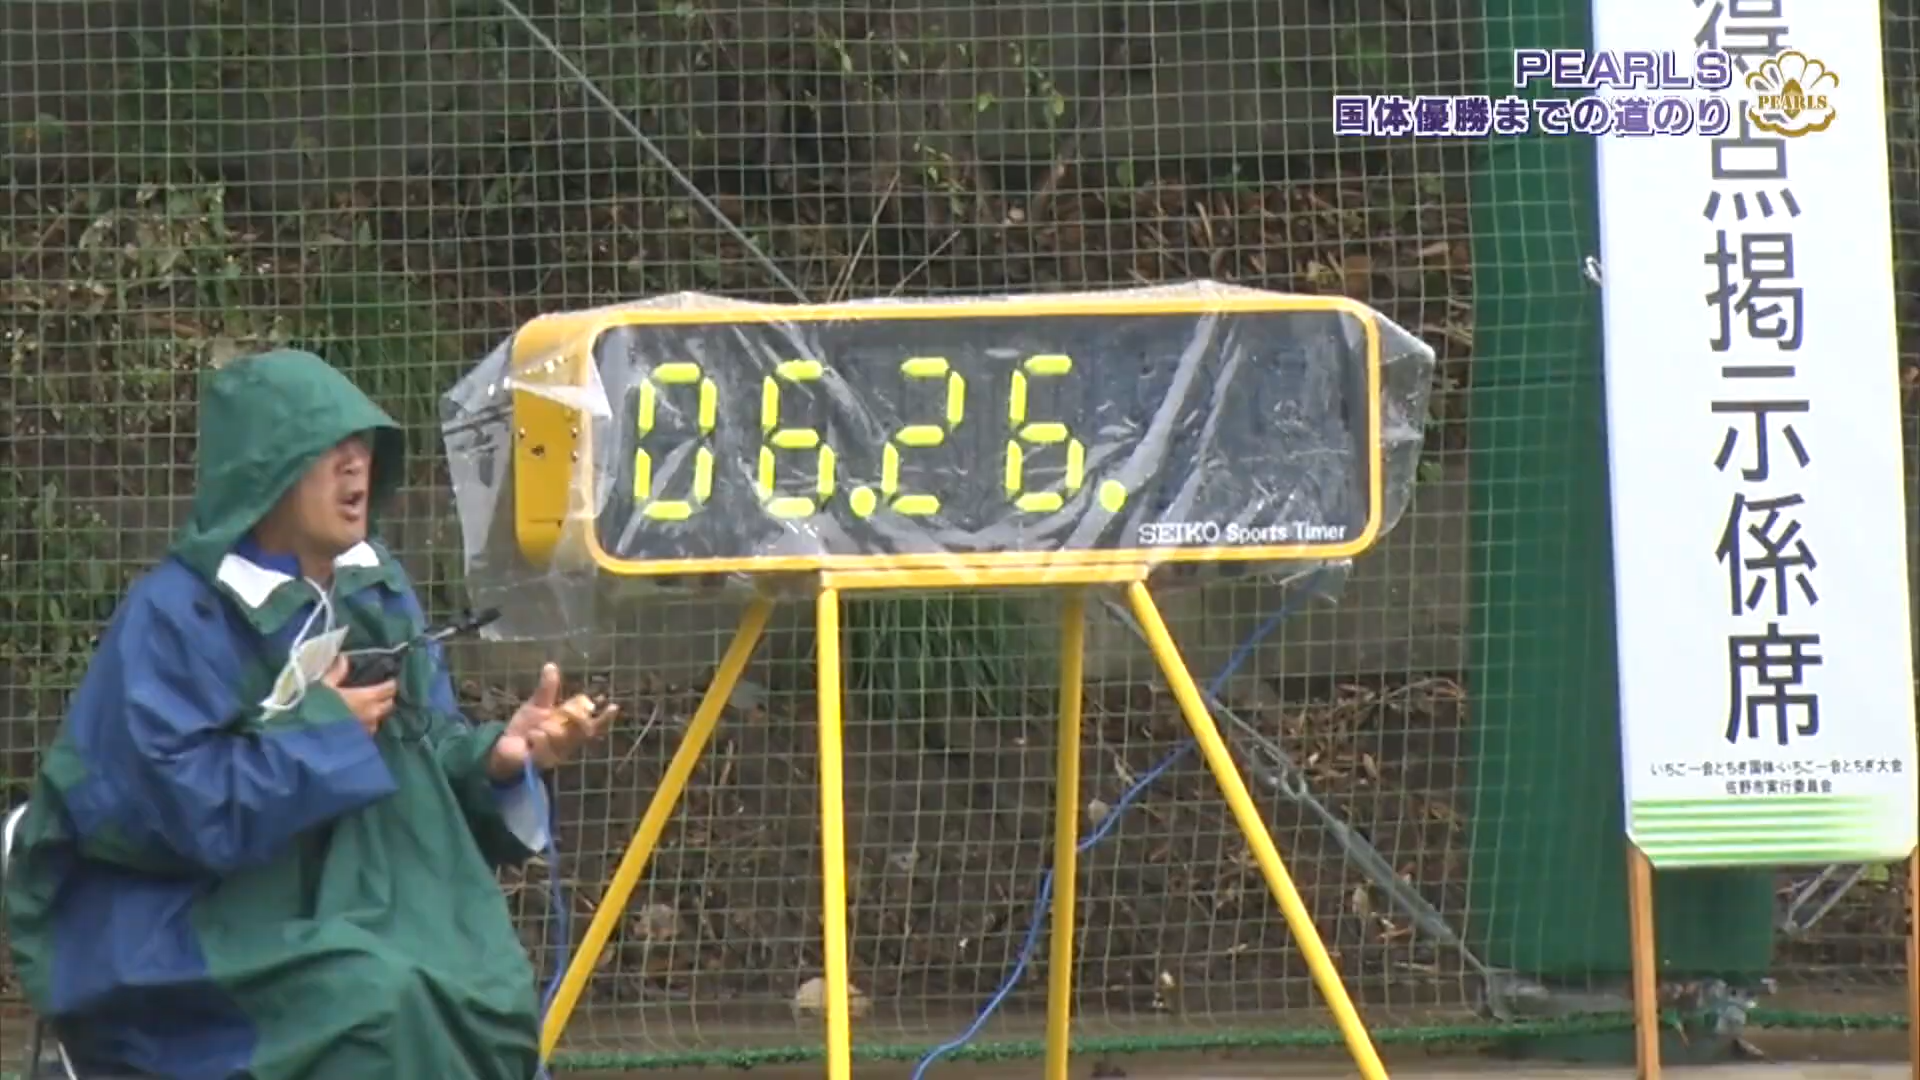 PEARLS
国体優勝までの道のり
PEARLS
06.26.
SEIKO Sports Timer
得点掲示係席
いちご一会とちぎ国体・いちご一会とちぎ大会
佐野市実行委員会